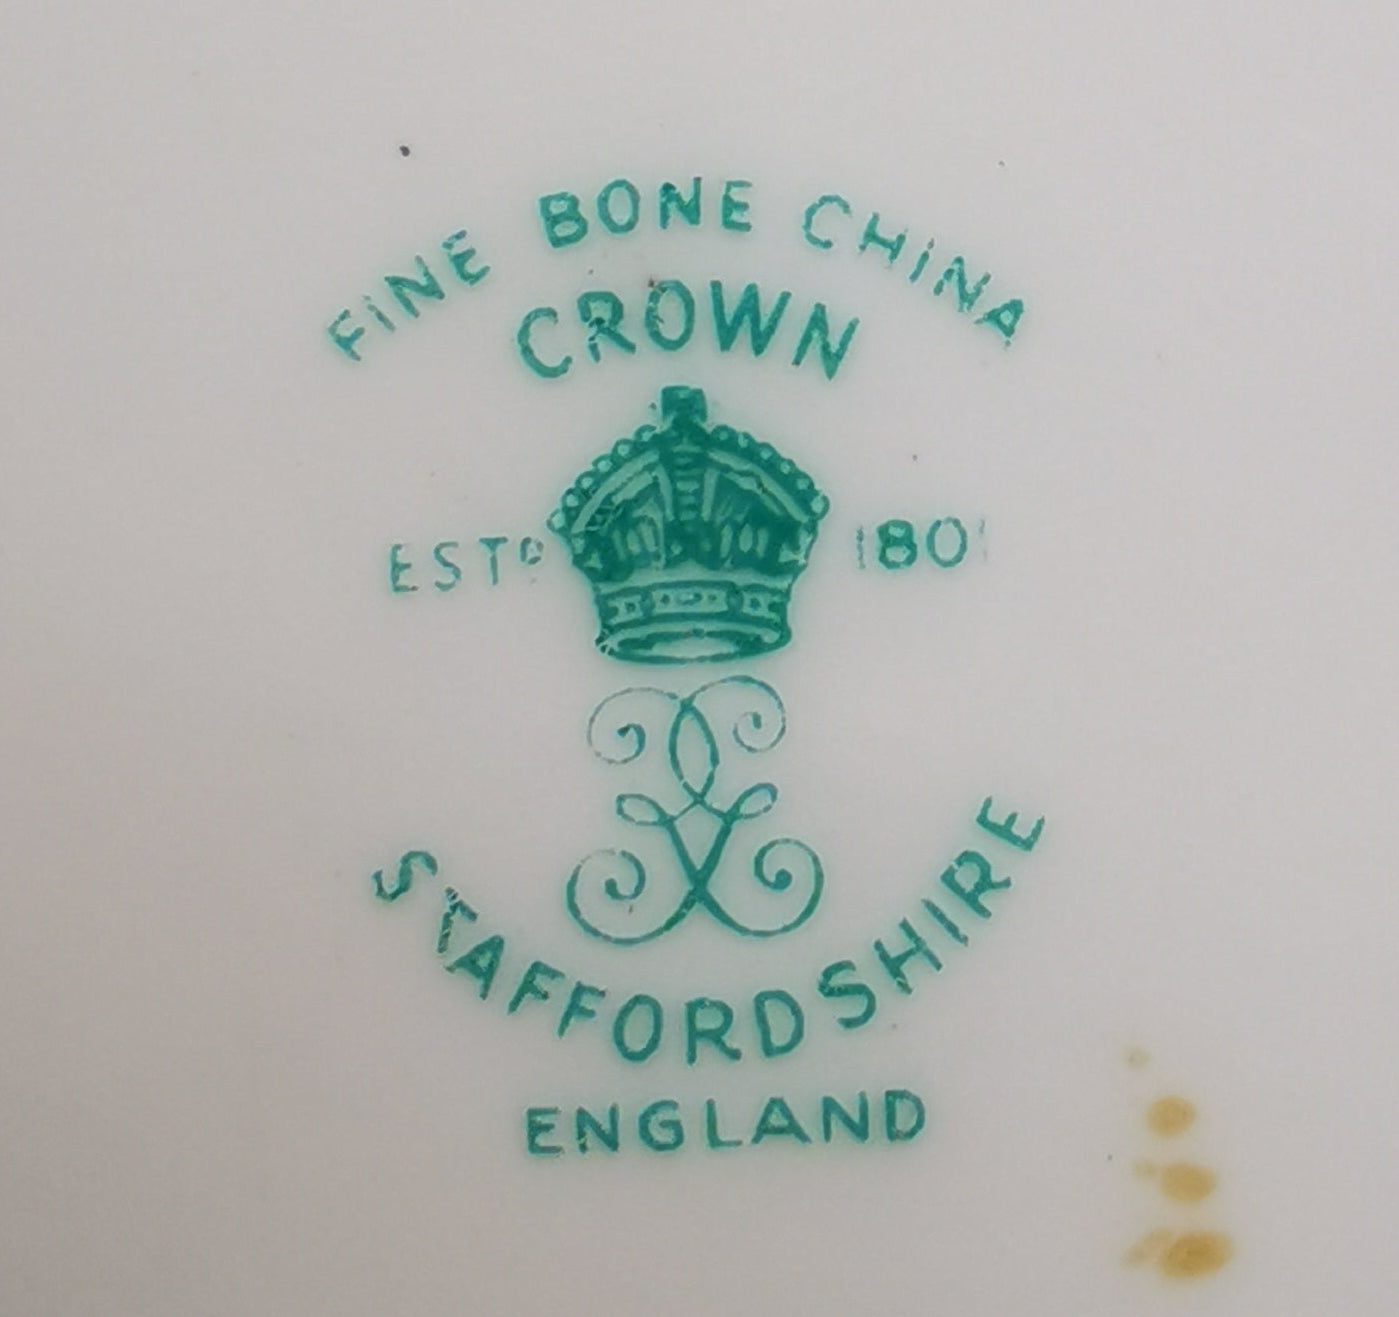 FINE BONE CHINA
CROWN
ESTD 1801
STAFFORDSHIRE
ENGLAND